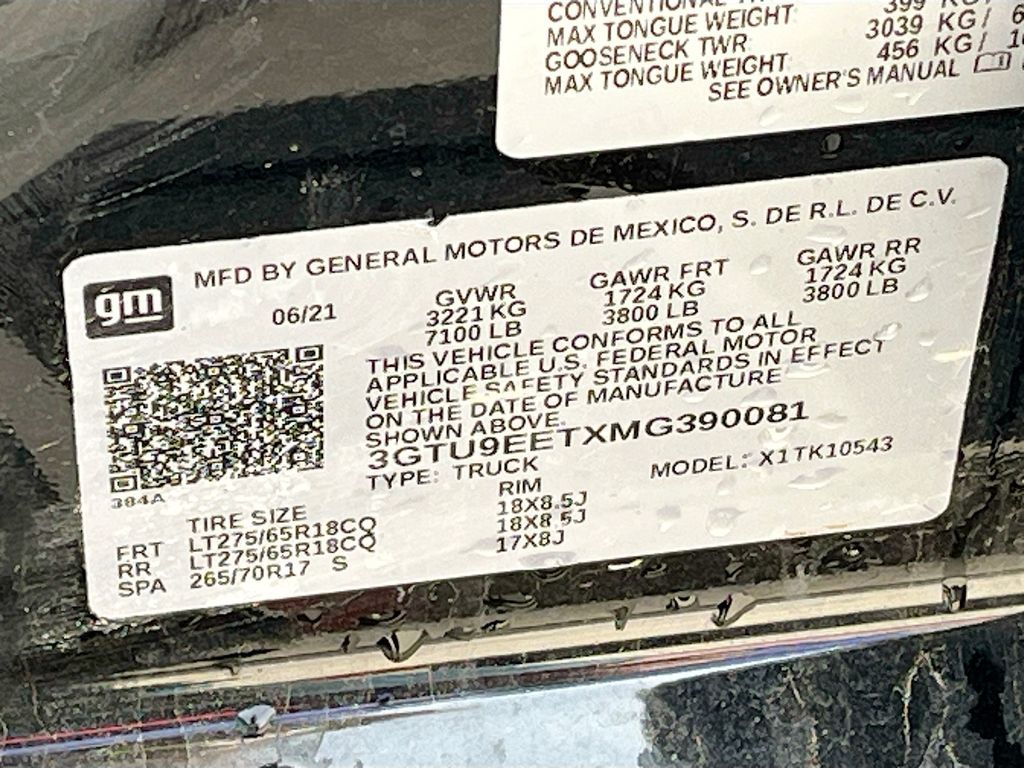 CONVENTIONAL
399 KG/
MAX TONGUE WEIGHT: 3039 KG/ 6
GOOSENECK TWR: 456 KG/ 10
MAX TONGUE WEIGHT:
SEE OWNER'S MANUAL
gm
MFD BY GENERAL MOTORS DE MEXICO, S. DE R.L. DE C.V.
06/21
GVWR
3221 KG
7100 LB
GAWR FRT
1724 KG
3800 LB
GAWR RR
1724 KG
3800 LB
THIS VEHICLE CONFORMS TO ALL
APPLICABLE U.S. FEDERAL MOTOR
VEHICLE SAFETY STANDARDS IN EFFECT
ON THE DATE OF MANUFACTURE
SHOWN ABOVE.
3GTU9EETXMG390081
TYPE: TRUCK
MODEL: X1TK10543
384A
TIRE SIZE RIM
FRT LT275/65R18CQ 18X8.5J
RR LT275/65R18CQ 18X8.5J
SPA 265/70R17 S 17X8J